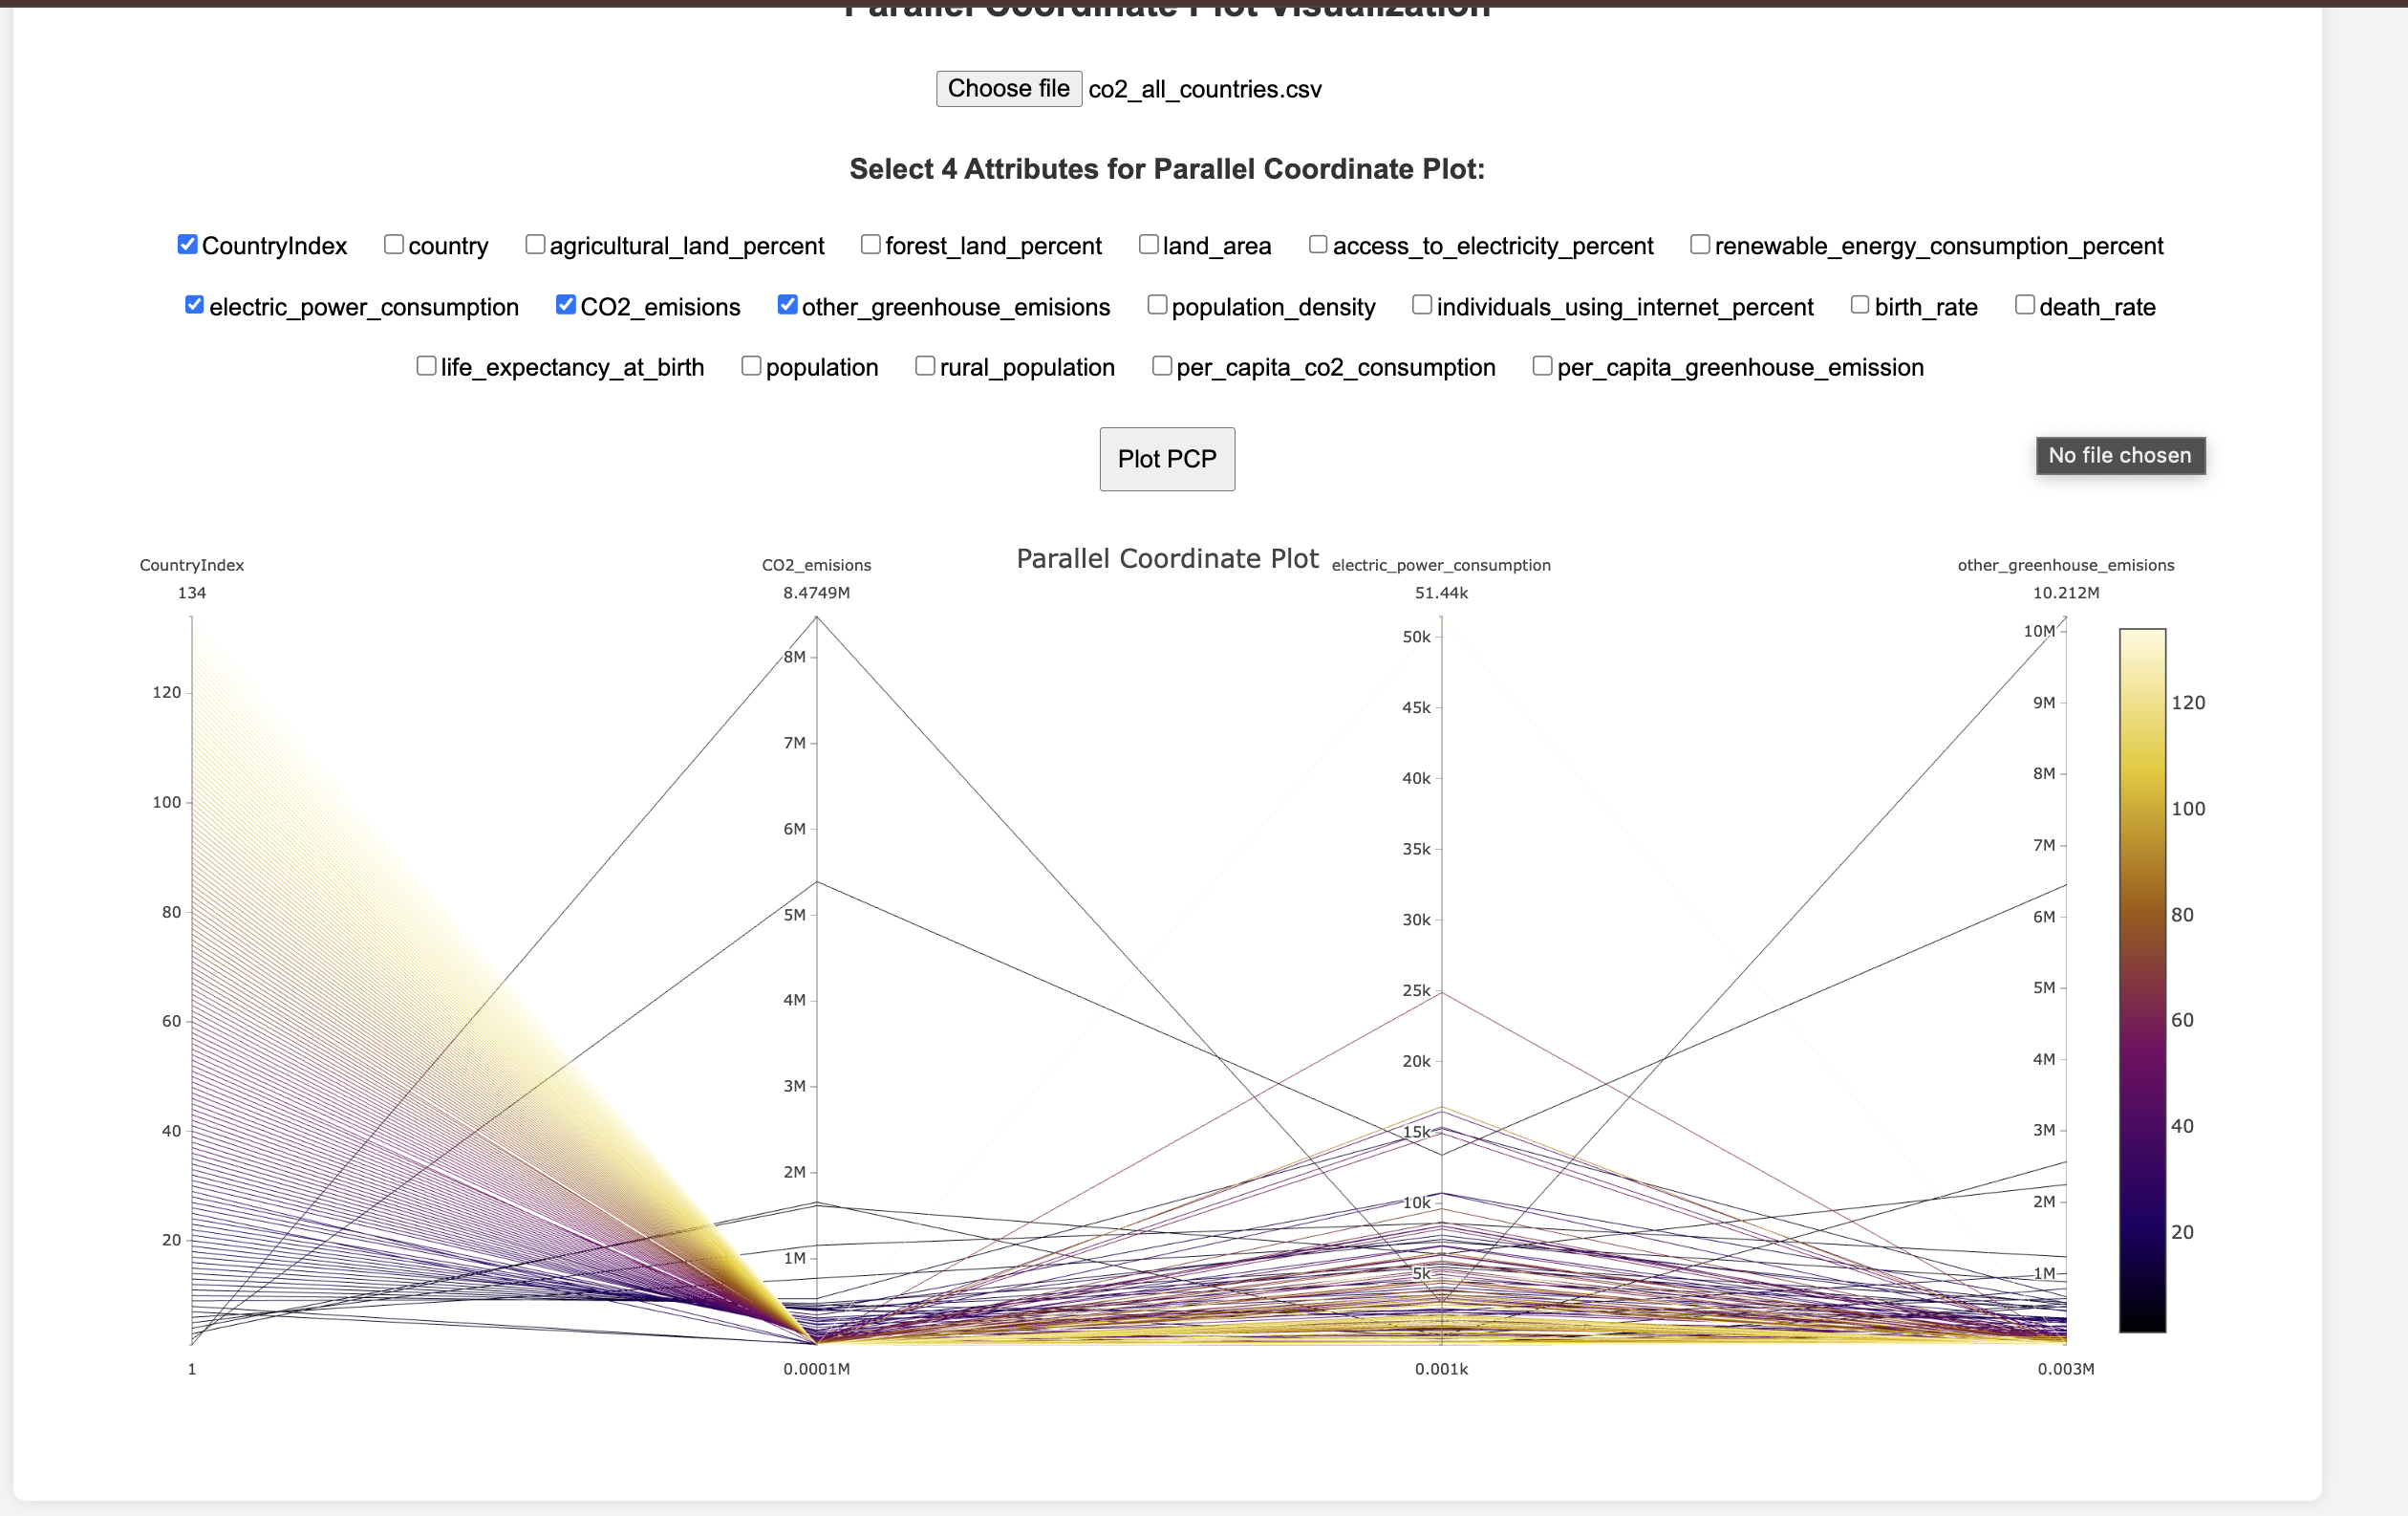 Parallel Coordinate Plot Visualization
Choose file co2_all_countries.csv
Select 4 Attributes for Parallel Coordinate Plot:
CountryIndex country agricultural_land_percent forest_land_percent land_area access_to_electricity_percent renewable_energy_consumption_percent
electric_power_consumption CO2_emisions other_greenhouse_emisions population_density individuals_using_internet_percent birth_rate death_rate
life_expectancy_at_birth population rural_population per_capita_co2_consumption per_capita_greenhouse_emission
Plot PCP
No file chosen
Parallel Coordinate Plot
CountryIndex CO2_emisions electric_power_consumption other_greenhouse_emisions
134 8.4749M 51.44k 10.212M
120
100
80
60
40
20
1
8M
7M
6M
5M
4M
3M
2M
1M
0.0001M
50k
45k
40k
35k
30k
25k
20k
15k
10k
5k
0.001k
10M
9M
8M
7M
6M
5M
4M
3M
2M
1M
0.003M
120
100
80
60
40
20